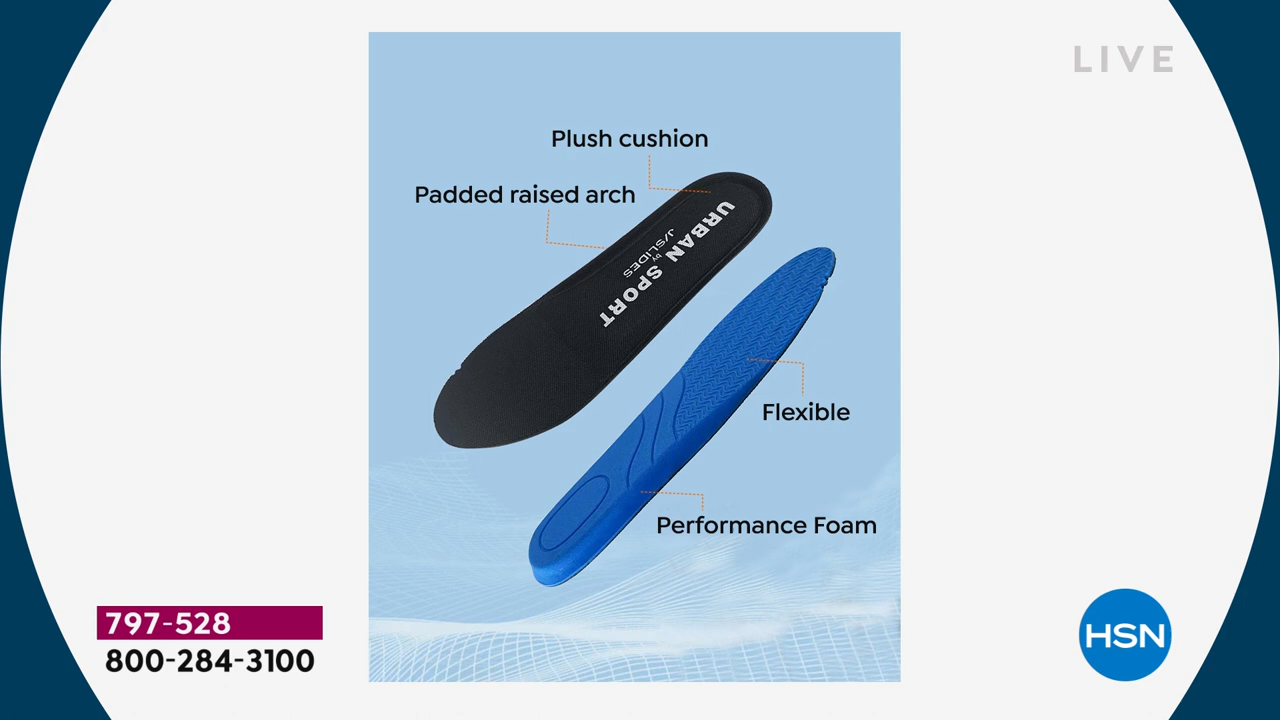 LIVE
Plush cushion
Padded raised arch
URBAN SPORT
by
J/SLIDES
Flexible
Performance Foam
797-528
800-284-3100
HSN